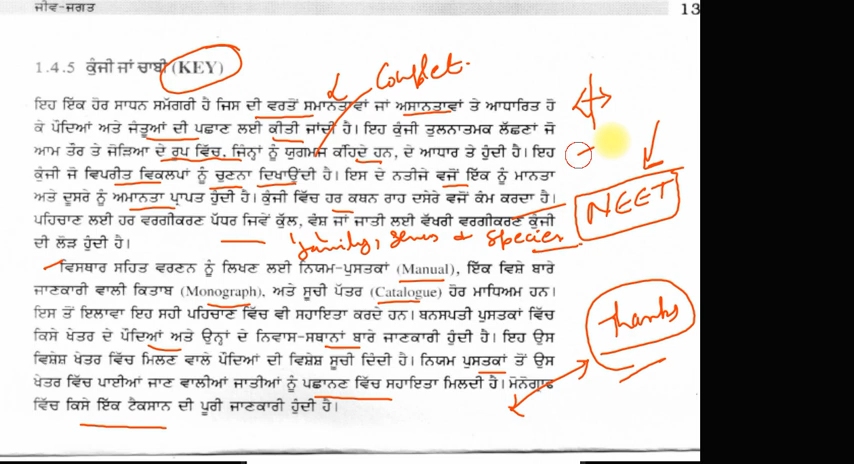 ਜੀਵ-ਜਗਤ
13
1.4.5 ਕੁੰਜੀ ਜਾਂ ਚਾਬੀ (KEY)
Complet.
ਇਹ ਇੱਕ ਹੋਰ ਸਾਧਨ ਸਮੱਗਰੀ ਹੈ ਜਿਸ ਦੀ ਵਰਤੋਂ ਸਮਾਨਤਾਵਾਂ ਜਾਂ ਅਸਾਨਤਾਵਾਂ ਤੇ ਆਧਾਰਿਤ ਹੋ
ਕੇ ਪੌਦਿਆਂ ਅਤੇ ਜੰਤੂਆਂ ਦੀ ਪਛਾਣ ਲਈ ਕੀਤੀ ਜਾਂਦੀ ਹੈ। ਇਹ ਕੁੰਜੀ ਤੁਲਨਾਤਮਕ ਲੱਛਣਾਂ ਜੋ
ਆਮ ਤੌਰ ਤੇ ਜੋੜਿਆ ਦੇ ਰੂਪ ਵਿੱਚ, ਜਿਨ੍ਹਾਂ ਨੂੰ ਯੁਗਮਜ ਕਹਿੰਦੇ ਹਨ, ਦੇ ਆਧਾਰ ਤੇ ਹੁੰਦੀ ਹੈ। ਇਹ
ਕੁੰਜੀ ਜੋ ਵਿਪਰੀਤ ਵਿਕਲਪਾਂ ਨੂੰ ਚੁਣਨਾ ਦਿਖਾਉਂਦੀ ਹੈ। ਇਸ ਦੇ ਨਤੀਜੇ ਵਜੋਂ ਇੱਕ ਨੂੰ ਮਾਨਤਾ
ਅਤੇ ਦੂਸਰੇ ਨੂੰ ਅਮਾਨਤਾ ਪ੍ਰਾਪਤ ਹੁੰਦੀ ਹੈ। ਕੁੰਜੀ ਵਿੱਚ ਹਰ ਕਥਨ ਰਾਹ ਦਸੇਰੇ ਵਜੋਂ ਕੰਮ ਕਰਦਾ ਹੈ।
NEET
ਪਹਿਚਾਣ ਲਈ ਹਰ ਵਰਗੀਕਰਣ ਪੱਧਰ ਜਿਵੇਂ ਕੁੱਲ, ਵੰਸ਼ ਜਾਂ ਜਾਤੀ ਲਈ ਵੱਖਰੀ ਵਰਗੀਕਰਣ ਕੁੰਜੀ
ਦੀ ਲੋੜ ਹੁੰਦੀ ਹੈ।
family, genus & Species
ਵਿਸਥਾਰ ਸਹਿਤ ਵਰਣਨ ਨੂੰ ਲਿਖਣ ਲਈ ਨਿਯਮ-ਪੁਸਤਕਾਂ (Manual), ਇੱਕ ਵਿਸ਼ੇ ਬਾਰੇ
ਜਾਣਕਾਰੀ ਵਾਲੀ ਕਿਤਾਬ (Monograph), ਅਤੇ ਸੂਚੀ ਪੱਤਰ (Catalogue) ਹੋਰ ਮਾਧਿਅਮ ਹਨ।
ਇਸ ਤੋਂ ਇਲਾਵਾ ਇਹ ਸਹੀ ਪਹਿਚਾਣ ਵਿੱਚ ਵੀ ਸਹਾਇਤਾ ਕਰਦੇ ਹਨ। ਬਨਸਪਤੀ ਪੁਸਤਕਾਂ ਵਿੱਚ
Thanks
ਕਿਸੇ ਖੇਤਰ ਦੇ ਪੌਦਿਆਂ ਅਤੇ ਉਨ੍ਹਾਂ ਦੇ ਨਿਵਾਸ-ਸਥਾਨਾਂ ਬਾਰੇ ਜਾਣਕਾਰੀ ਹੁੰਦੀ ਹੈ। ਇਹ ਉਸ
ਵਿਸ਼ੇਸ਼ ਖੇਤਰ ਵਿੱਚ ਮਿਲਣ ਵਾਲੇ ਪੌਦਿਆਂ ਦੀ ਵਿਸ਼ੇਸ਼ ਸੂਚੀ ਦਿੰਦੀ ਹੈ। ਨਿਯਮ ਪੁਸਤਕਾਂ ਤੋਂ ਉਸ
ਖੇਤਰ ਵਿੱਚ ਪਾਈਆਂ ਜਾਣ ਵਾਲੀਆਂ ਜਾਤੀਆਂ ਨੂੰ ਪਛਾਨਣ ਵਿੱਚ ਸਹਾਇਤਾ ਮਿਲਦੀ ਹੈ। ਮੋਨੋਗ੍ਰਾਫ
ਵਿੱਚ ਕਿਸੇ ਇੱਕ ਟੈਕਸਾਨ ਦੀ ਪੂਰੀ ਜਾਣਕਾਰੀ ਹੁੰਦੀ ਹੈ।